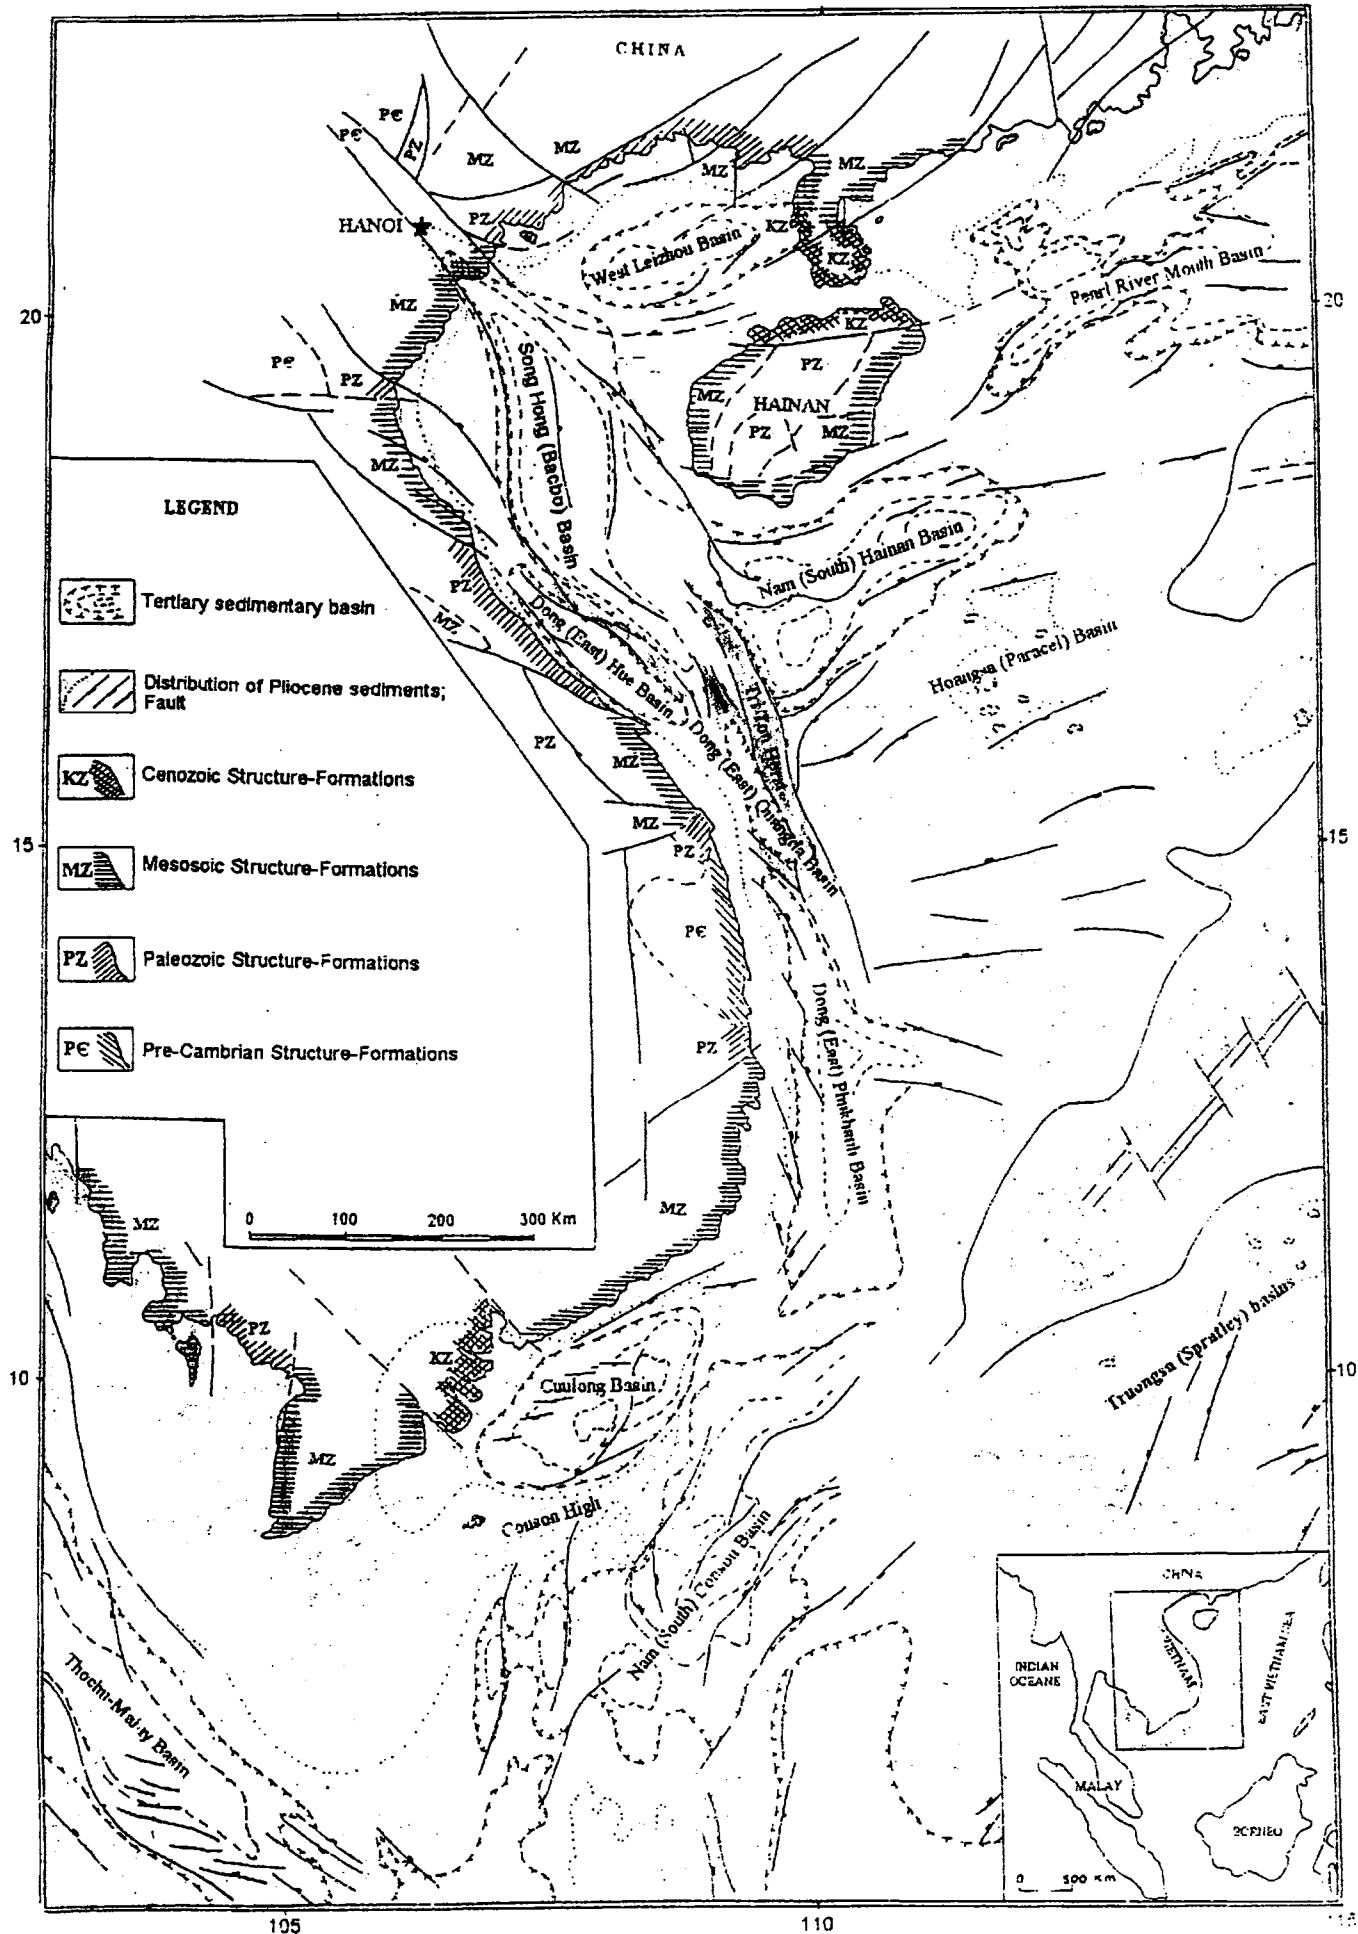 CHINA
PЄ
PЄ
PZ
MZ
MZ
MZ
MZ
HANOI
PZ
KZ
KZ
West Leizhou Basin
Pearl River Mouth Basin
20
20
MZ
KZ
PЄ
PZ
PZ
MZ
HAINAN
PZ
MZ
Song Hong (Bacbo) Basin
MZ
LEGEND
Tertiary sedimentary basin
Distribution of Pliocene sediments;
Fault
KZ
Cenozoic Structure-Formations
MZ
Mesosoic Structure-Formations
PZ
Paleozoic Structure-Formations
PЄ
Pre-Cambrian Structure-Formations
0 100 200 300 Km
Nam (South) Hainan Basin
PZ
MZ
Dong (East) Hue Basin
Hoangsa (Paracel) Basin
PZ
MZ
Dong (East) Basin
MZ
15
15
PZ
PЄ
PZ
Dong (East) Phukhanh Basin
MZ
MZ
PZ
KZ
Cuulong Basin
10
10
Truongsa (Spratley) basins
MZ
Conson High
Nam (South) Conson Basin
Basin
CHINA
INDIAN
OCEANE
VIETNAM
EAST VIETNAM SEA
MALAY
BORNEO
0 500 Km
105
110